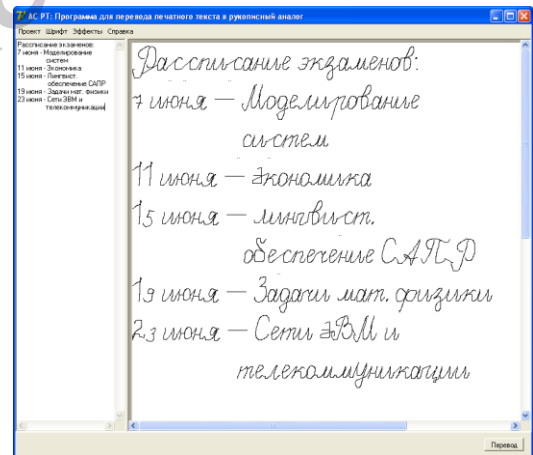 АС РТ: Программа для перевода печатного текста в рукописный аналог
Проект Шрифт Эффекты Справка
Рассписание экзаменов:
7 июня - Моделирование
систем
11 июня - Экономика
15 июня - Лингвист.
обеспечение САПР
19 июня - Задачи мат. физики
23 июня - Сети ЭВМ и
телекоммуникации
Рассписание экзаменов:
7 июня — Моделирование
систем
11 июня — Экономика
15 июня — лингвист.
обеспечение САПР
19 июня — Задачи мат. физики
23 июня — Сети ЭВМ и
телекоммуникации
Перевод